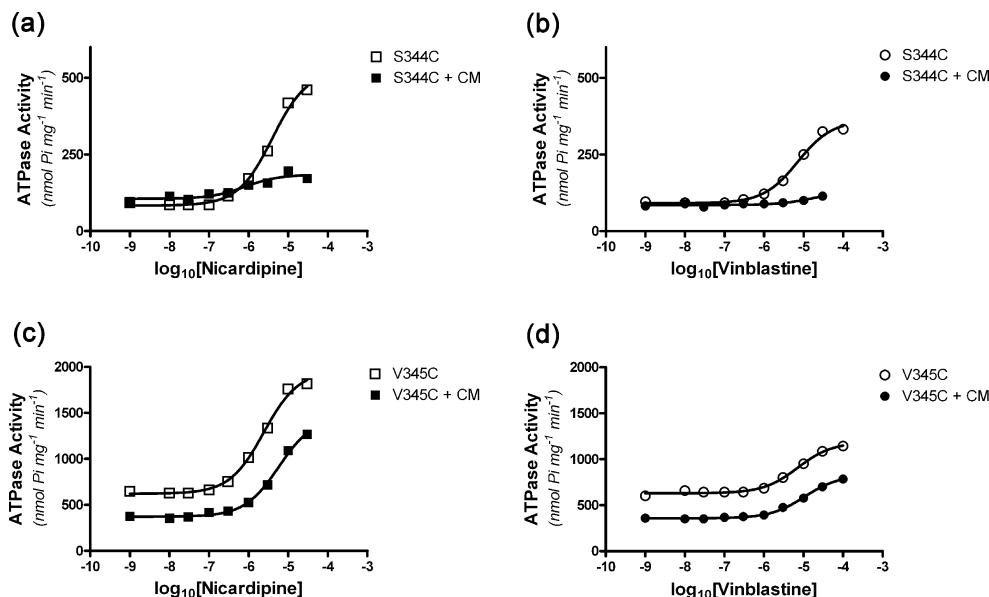 (a)
ATPase Activity
(nmol Pi mg⁻¹ min⁻¹)
500
250
0
-10 -9 -8 -7 -6 -5 -4 -3
log₁₀[Nicardipine]
S344C
S344C + CM
(b)
ATPase Activity
(nmol Pi mg⁻¹ min⁻¹)
500
250
0
-10 -9 -8 -7 -6 -5 -4 -3
log₁₀[Vinblastine]
S344C
S344C + CM
(c)
ATPase Activity
(nmol Pi mg⁻¹ min⁻¹)
2000
1500
1000
500
0
-10 -9 -8 -7 -6 -5 -4 -3
log₁₀[Nicardipine]
V345C
V345C + CM
(d)
ATPase Activity
(nmol Pi mg⁻¹ min⁻¹)
2000
1500
1000
500
0
-10 -9 -8 -7 -6 -5 -4 -3
log₁₀[Vinblastine]
V345C
V345C + CM